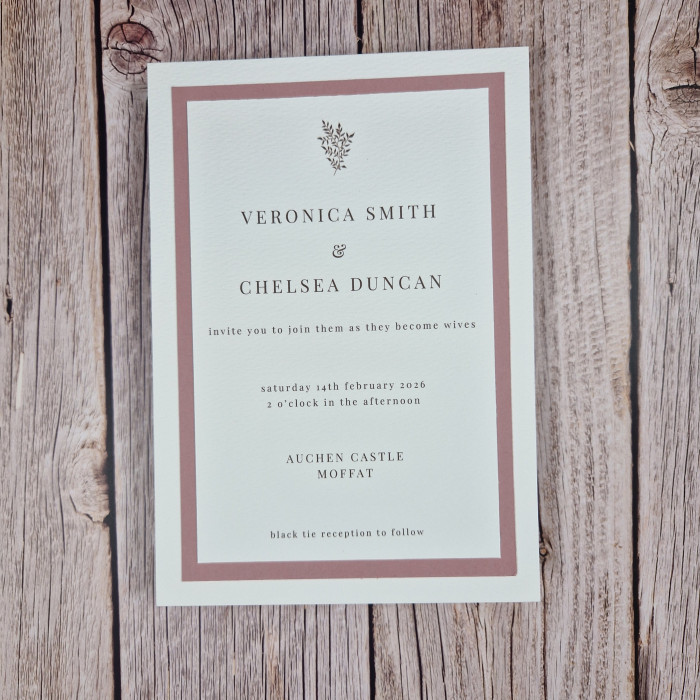 VERONICA SMITH
&
CHELSEA DUNCAN
invite you to join them as they become wives
saturday 14th february 2026
2 o'clock in the afternoon
AUCHEN CASTLE
MOFFAT
black tie reception to follow